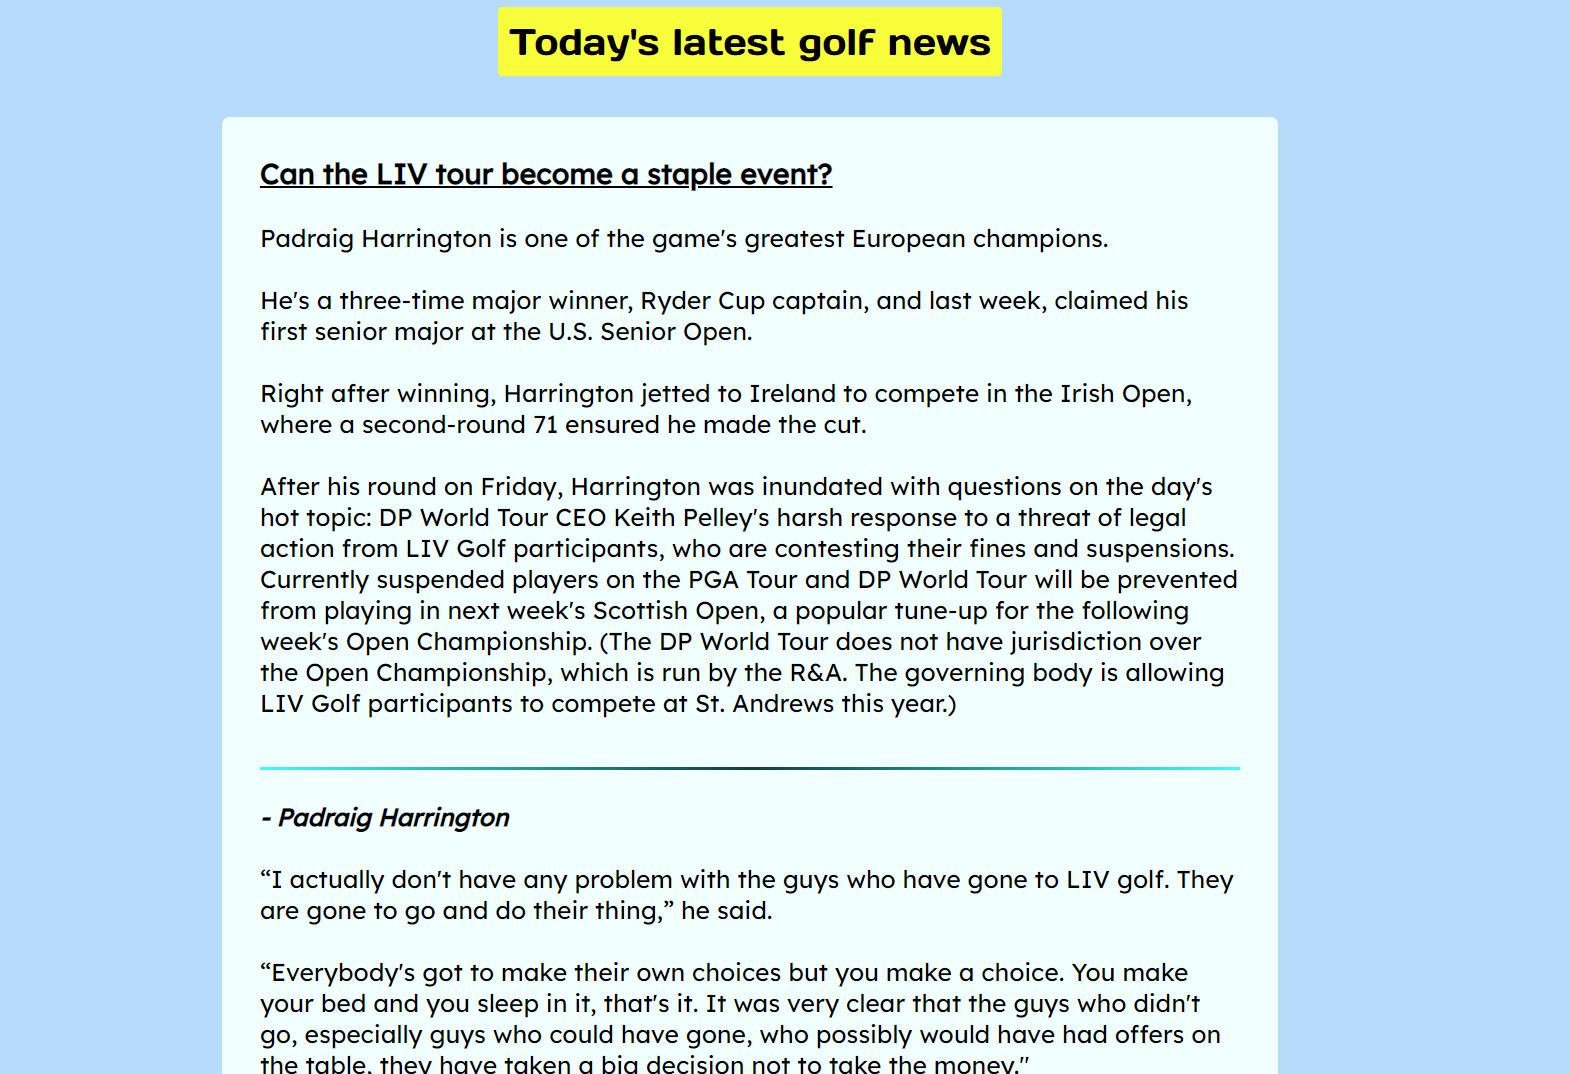 Today's latest golf news
Can the LIV tour become a staple event?
Padraig Harrington is one of the game's greatest European champions.
He's a three-time major winner, Ryder Cup captain, and last week, claimed his
first senior major at the U.S. Senior Open.
Right after winning, Harrington jetted to Ireland to compete in the Irish Open,
where a second-round 71 ensured he made the cut.
After his round on Friday, Harrington was inundated with questions on the day's
hot topic: DP World Tour CEO Keith Pelley's harsh response to a threat of legal
action from LIV Golf participants, who are contesting their fines and suspensions.
Currently suspended players on the PGA Tour and DP World Tour will be prevented
from playing in next week's Scottish Open, a popular tune-up for the following
week's Open Championship. (The DP World Tour does not have jurisdiction over
the Open Championship, which is run by the R&A. The governing body is allowing
LIV Golf participants to compete at St. Andrews this year.)
- Padraig Harrington
“I actually don't have any problem with the guys who have gone to LIV golf. They
are gone to go and do their thing,” he said.
“Everybody's got to make their own choices but you make a choice. You make
your bed and you sleep in it, that's it. It was very clear that the guys who didn't
go, especially guys who could have gone, who possibly would have had offers on
the table, they have taken a big decision not to take the money."